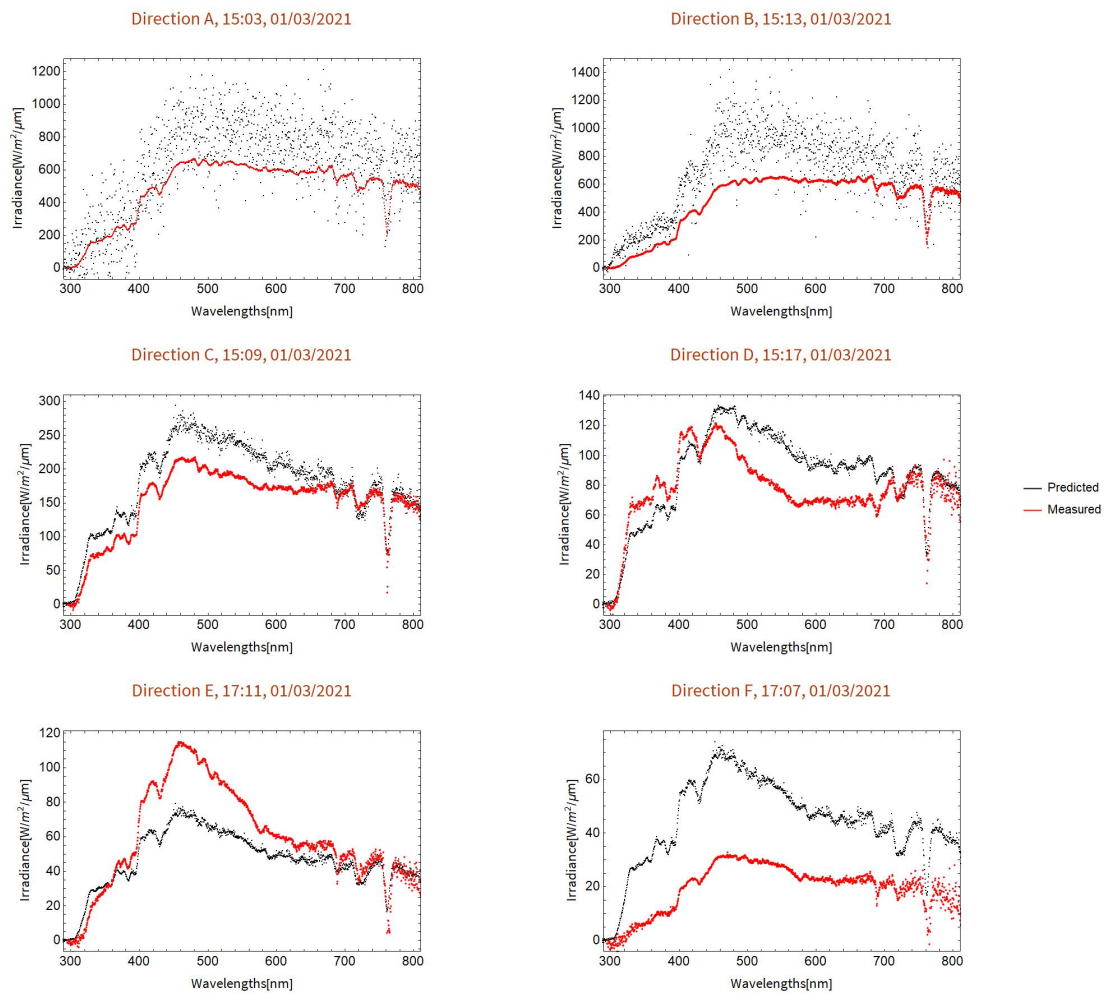 Direction A, 15:03, 01/03/2021
Irradiance[W/m²/μm]
1200
1000
800
600
400
200
0
300 400 500 600 700 800
Wavelengths[nm]
Direction B, 15:13, 01/03/2021
Irradiance[W/m²/μm]
1400
1200
1000
800
600
400
200
0
300 400 500 600 700 800
Wavelengths[nm]
Direction C, 15:09, 01/03/2021
Irradiance[W/m²/μm]
300
250
200
150
100
50
0
300 400 500 600 700 800
Wavelengths[nm]
Direction D, 15:17, 01/03/2021
Irradiance[W/m²/μm]
140
120
100
80
60
40
20
0
300 400 500 600 700 800
Wavelengths[nm]
Predicted
Measured
Direction E, 17:11, 01/03/2021
Irradiance[W/m²/μm]
120
100
80
60
40
20
0
300 400 500 600 700 800
Wavelengths[nm]
Direction F, 17:07, 01/03/2021
Irradiance[W/m²/μm]
60
40
20
0
300 400 500 600 700 800
Wavelengths[nm]